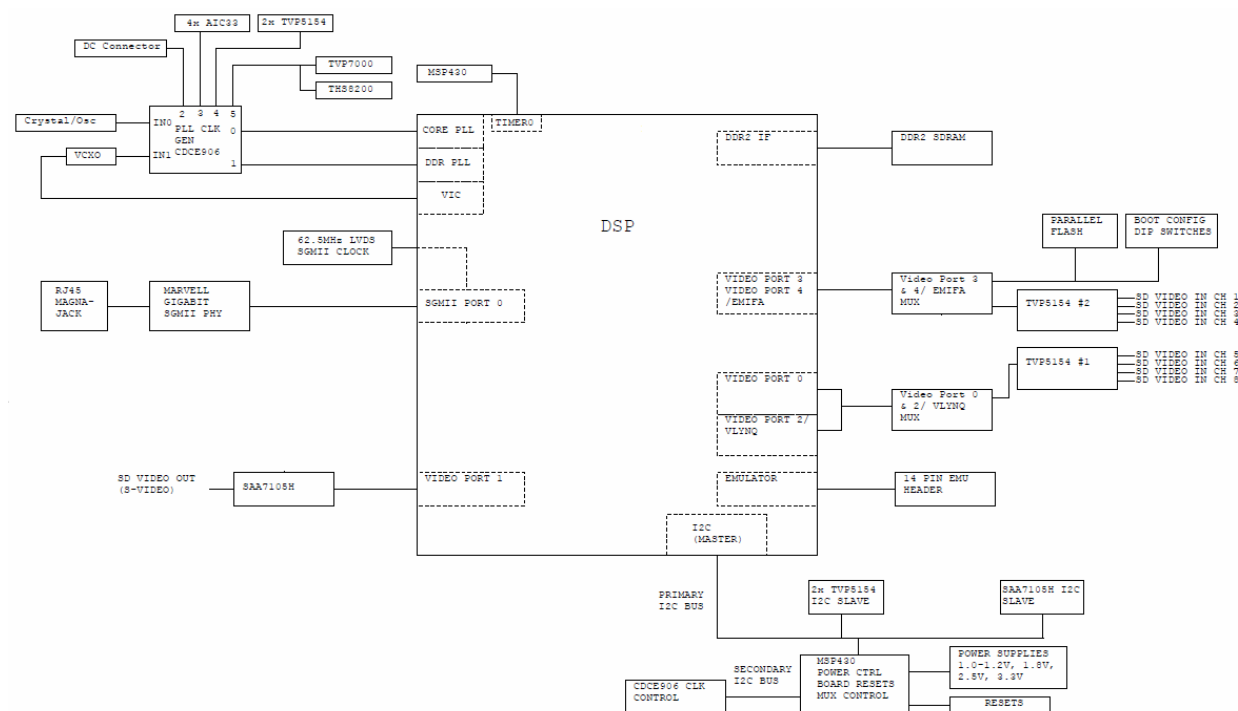 4x AIC33
2x TVP5154
DC Connector
TVP7000
MSP430
THS8200
2 3 4 5
Crystal/Osc
IN0
PLL CLK
GEN
CDCE906
0
CORE PLL
TIMER0
DDR2 IF
DDR2 SDRAM
VCXO
IN1
1
DDR PLL
VIC
DSP
62.5MHz LVDS
SGMII CLOCK
PARALLEL
FLASH
BOOT CONFIG
DIP SWITCHES
RJ45
MAGNA-
JACK
MARVELL
GIGABIT
SGMII PHY
SGMII PORT 0
VIDEO PORT 3
VIDEO PORT 4
/EMIFA
Video Port 3
& 4/ EMIFA
MUX
TVP5154 #2
SD VIDEO IN CH 1
SD VIDEO IN CH 2
SD VIDEO IN CH 3
SD VIDEO IN CH 4
TVP5154 #1
SD VIDEO IN CH 5
SD VIDEO IN CH 6
SD VIDEO IN CH 7
SD VIDEO IN CH 8
VIDEO PORT 0
VIDEO PORT 2/
VLYNQ
Video Port 0
& 2/ VLYNQ
MUX
SD VIDEO OUT
(S-VIDEO)
SAA7105H
VIDEO PORT 1
EMULATOR
14 PIN EMU
HEADER
I2C
(MASTER)
PRIMARY
I2C BUS
2x TVP5154
I2C SLAVE
SAA7105H I2C
SLAVE
SECONDARY
I2C BUS
MSP430
POWER CTRL
BOARD RESETS
MUX CONTROL
POWER SUPPLIES
1.0-1.2V, 1.8V,
2.5V, 3.3V
CDCE906 CLK
CONTROL
RESETS